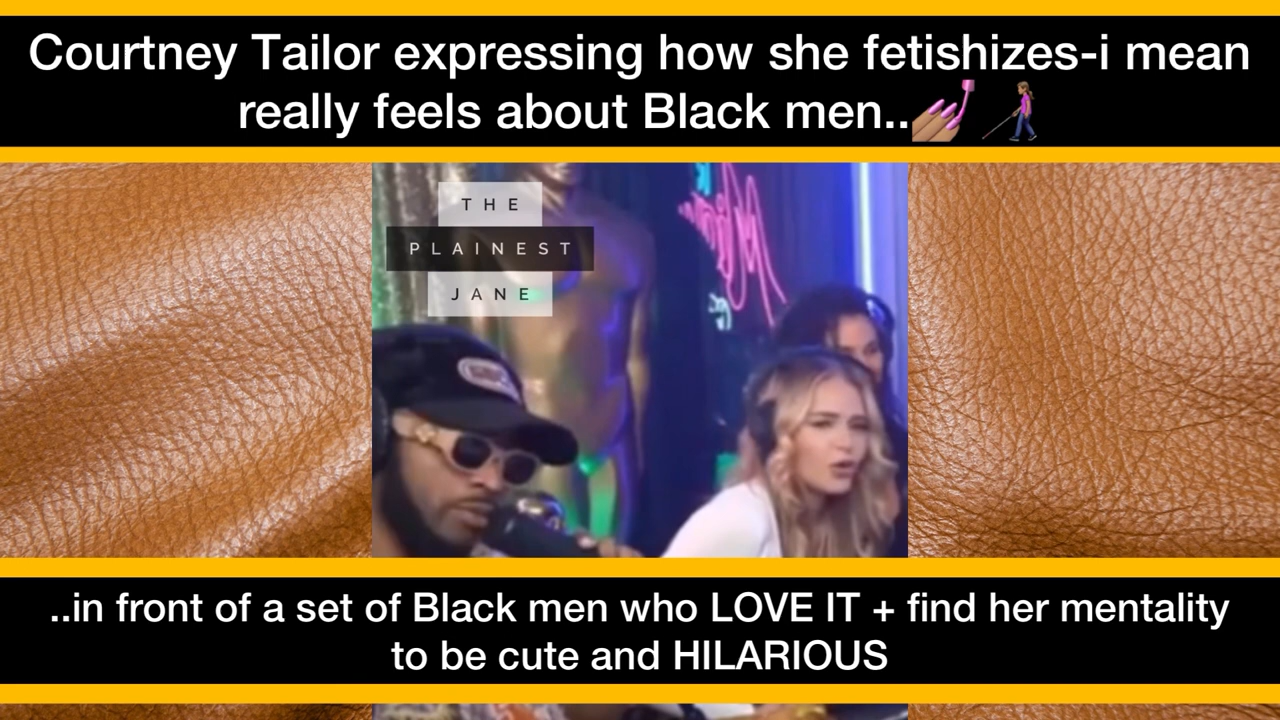 Courtney Tailor expressing how she fetishizes-i mean
really feels about Black men..💅🏽 👩🏽‍🦯
THE
PLAINEST
JANE
..in front of a set of Black men who LOVE IT + find her mentality
to be cute and HILARIOUS